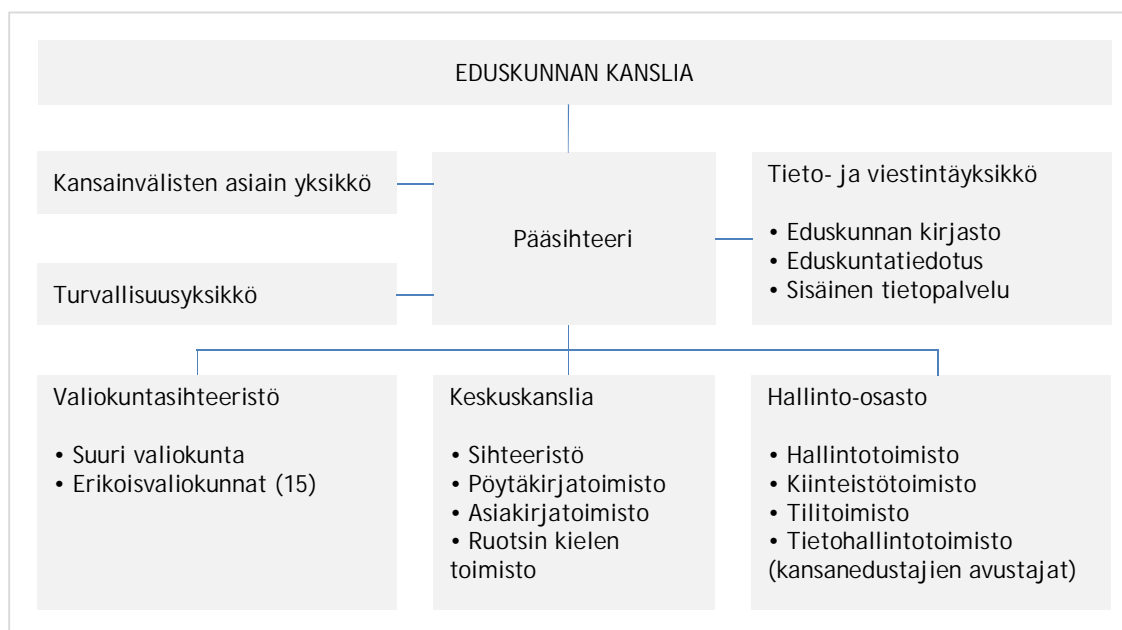 EDUSKUNNAN KANSLIA
Kansainvälisten asiain yksikkö
Turvallisuusyksikkö
Pääsihteeri
Tieto- ja viestintäyksikkö
• Eduskunnan kirjasto
• Eduskuntatiedotus
• Sisäinen tietopalvelu
Valiokuntasihteeristö
• Suuri valiokunta
• Erikoisvaliokunnat (15)
Keskuskanslia
• Sihteeristö
• Pöytäkirjatoimisto
• Asiakirjatoimisto
• Ruotsin kielen
toimisto
Hallinto-osasto
• Hallintotoimisto
• Kiinteistötoimisto
• Tilitoimisto
• Tietohallintotoimisto
(kansanedustajien avustajat)